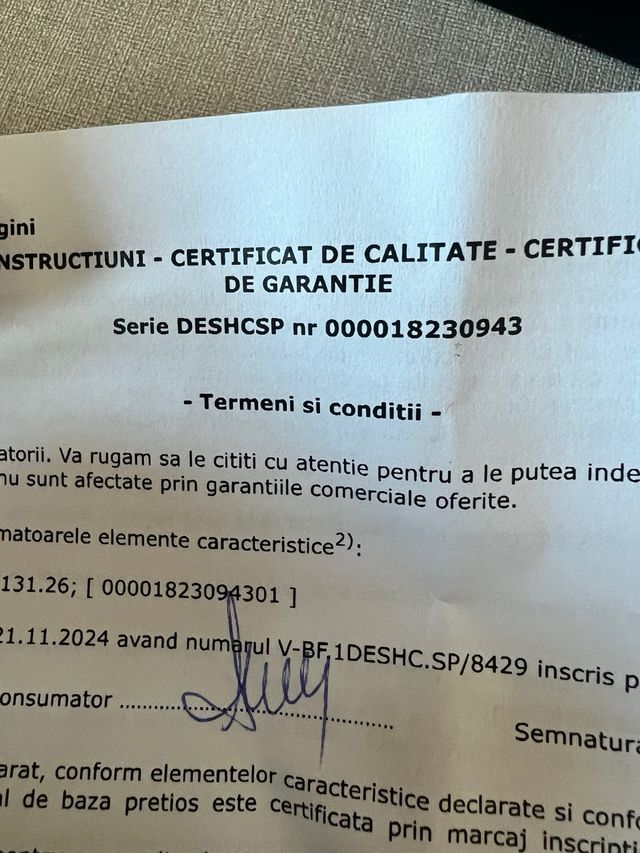 gini
NSTRUCTIUNI - CERTIFICAT DE CALITATE - CERTIFIC
DE GARANTIE
Serie DESHCSP nr 000018230943
- Termeni si conditii -
atorii. Va rugam sa le cititi cu atentie pentru a le putea inde
nu sunt afectate prin garantiile comerciale oferite.
matoarele elemente caracteristice2):
131.26; [ 00001823094301 ]
21.11.2024 avand numarul V-BF.1DESHC.SP/8429 inscris p
onsumator ..........................................
Semnatura
arat, conform elementelor caracteristice declarate si confo
al de baza pretios este certificata prin marcaj inscripti